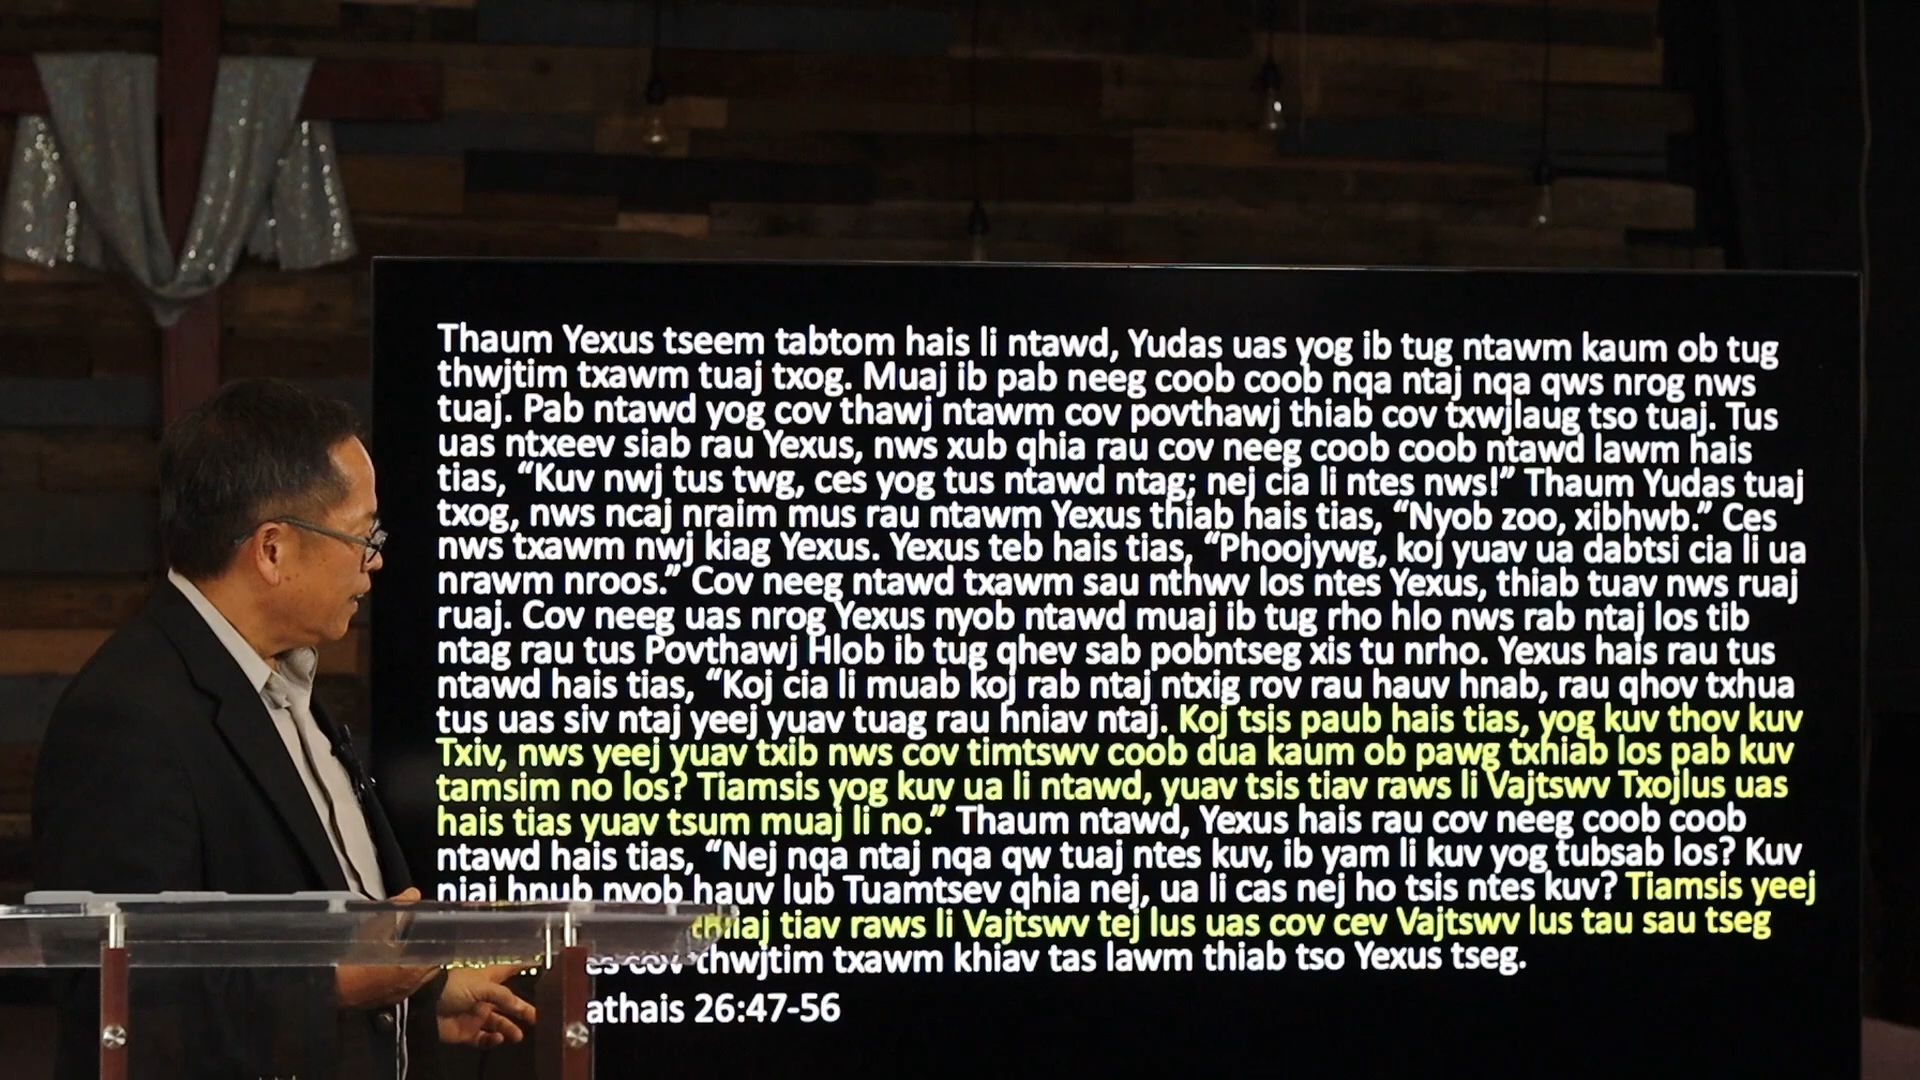 Thaum Yexus tseem tabtom hais li ntawd, Yudas uas yog ib tug ntawm kaum ob tug
thwjtim txawm tuaj txog. Muaj ib pab neeg coob coob nqa ntaj nqa qws nrog nws
tuaj. Pab ntawd yog cov thawj ntawm cov povthawj thiab cov txwjlaug tso tuaj. Tus
uas ntxeev siab rau Yexus, nws xub qhia rau cov neeg coob coob ntawd lawm hais
tias, “Kuv nwj tus twg, ces yog tus ntawd ntag; nej cia li ntes nws!” Thaum Yudas tuaj
txog, nws ncaj nraim mus rau ntawm Yexus thiab hais tias, “Nyob zoo, xibhwb.” Ces
nws txawm nwj kiag Yexus. Yexus teb hais tias, “Phoojywg, koj yuav ua dabtsi cia li ua
nrawm nroos.” Cov neeg ntawd txawm sau nthwv los ntes Yexus, thiab tuav nws ruaj
ruaj. Cov neeg uas nrog Yexus nyob ntawd muaj ib tug rho hlo nws rab ntaj los tib
ntag rau tus Povthawj Hlob ib tug qhev sab pobntseg xis tu nrho. Yexus hais rau tus
ntawd hais tias, “Koj cia li muab koj rab ntaj ntxig rov rau hauv hnab, rau qhov txhua
tus uas siv ntaj yeej yuav tuag rau hniav ntaj. Koj tsis paub hais tias, yog kuv thov kuv
Txiv, nws yeej yuav txib nws cov timtswv coob dua kaum ob pawg txhiab los pab kuv
tamsim no los? Tiamsis yog kuv ua li ntawd, yuav tsis tiav raws li Vajtswv Txojlus uas
hais tias yuav tsum muaj li no.” Thaum ntawd, Yexus hais rau cov neeg coob coob
ntawd hais tias, “Nej nqa ntaj nqa qw tuaj ntes kuv, ib yam li kuv yog tubsab los? Kuv
niaj hnub nyob hauv lub Tuamtsev qhia nej, ua li cas nej ho tsis ntes kuv? Tiamsis yeej
tiav raws li Vajtswv tej lus uas cov cev Vajtswv lus tau sau tseg
cov thwjtim txawm khiav tas lawm thiab tso Yexus tseg.
athais 26:47-56